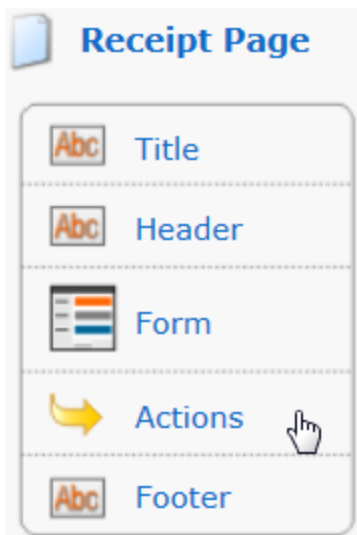 Receipt Page
Abc Title
Abc Header
Form
Actions
Abc Footer